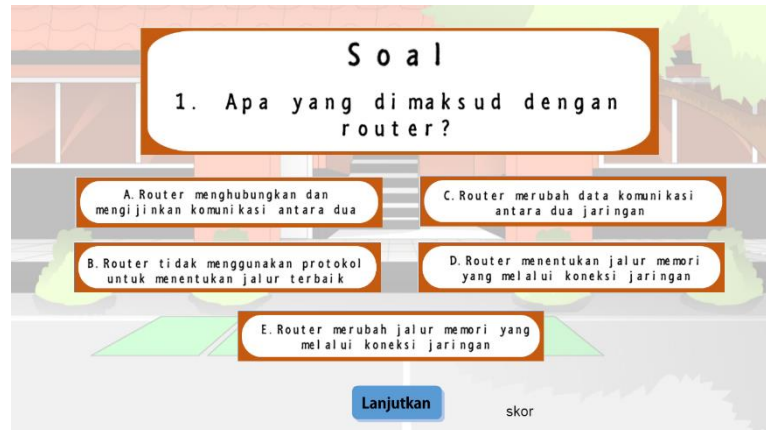 Soal
1. Apa yang dimaksud dengan
router?
A. Router menghubungkan dan
mengijinkan komunikasi antara dua
C. Router merubah data komunikasi
antara dua jaringan
B. Router tidak menggunakan protokol
untuk menentukan jalur terbaik
D. Router menentukan jalur memori
yang melalui koneksi jaringan
E. Router merubah jalur memori yang
melalui koneksi jaringan
Lanjutkan
skor